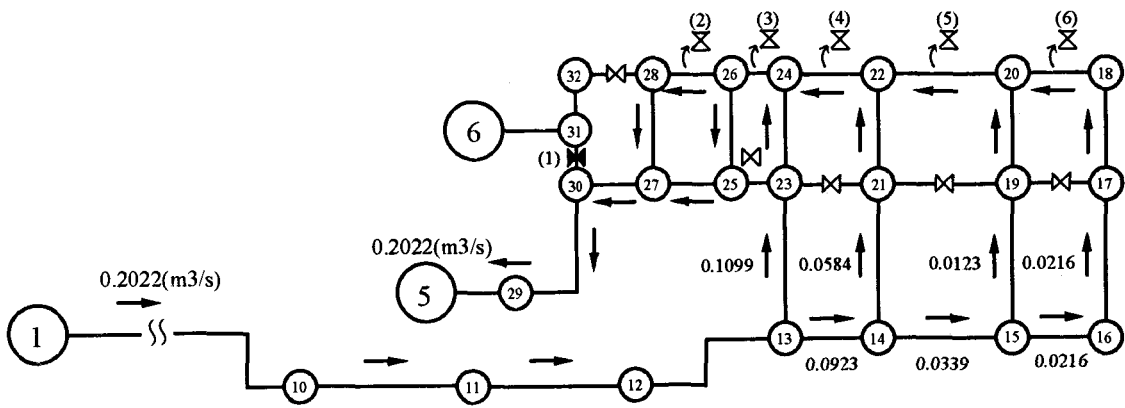 (2) (3) (4) (5) (6)
32 28 26 24 22 20 18
6 31
(1)
30 27 25 23 21 19 17
0.2022(m3/s) 0.1099 0.0584 0.0123 0.0216
0.2022(m3/s)
5 29
1
13 14 15 16
0.0923 0.0339 0.0216
10 11 12